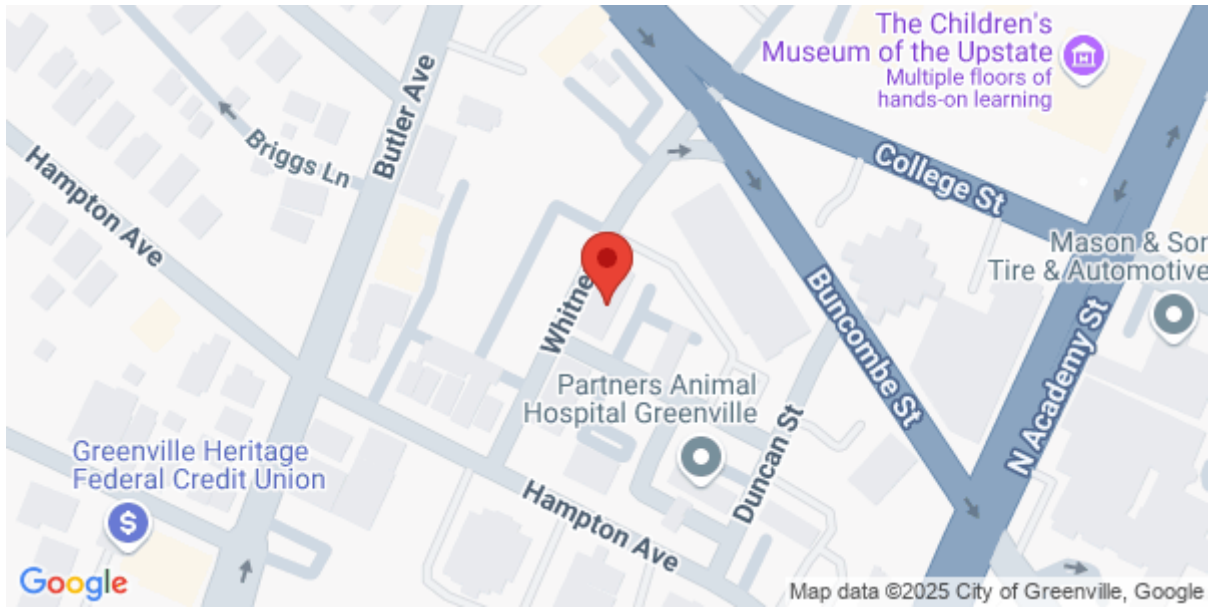 The Children's
Museum of the Upstate
Multiple floors of
hands-on learning
Butler Ave
Briggs Ln
Hampton Ave
College St
Mason & Son
Tire & Automotive
Whitne
Buncombe St
N Academy St
Partners Animal
Hospital Greenville
Duncan St
Greenville Heritage
Federal Credit Union
$
Hampton Ave
Google
Map data ©2025 City of Greenville, Google